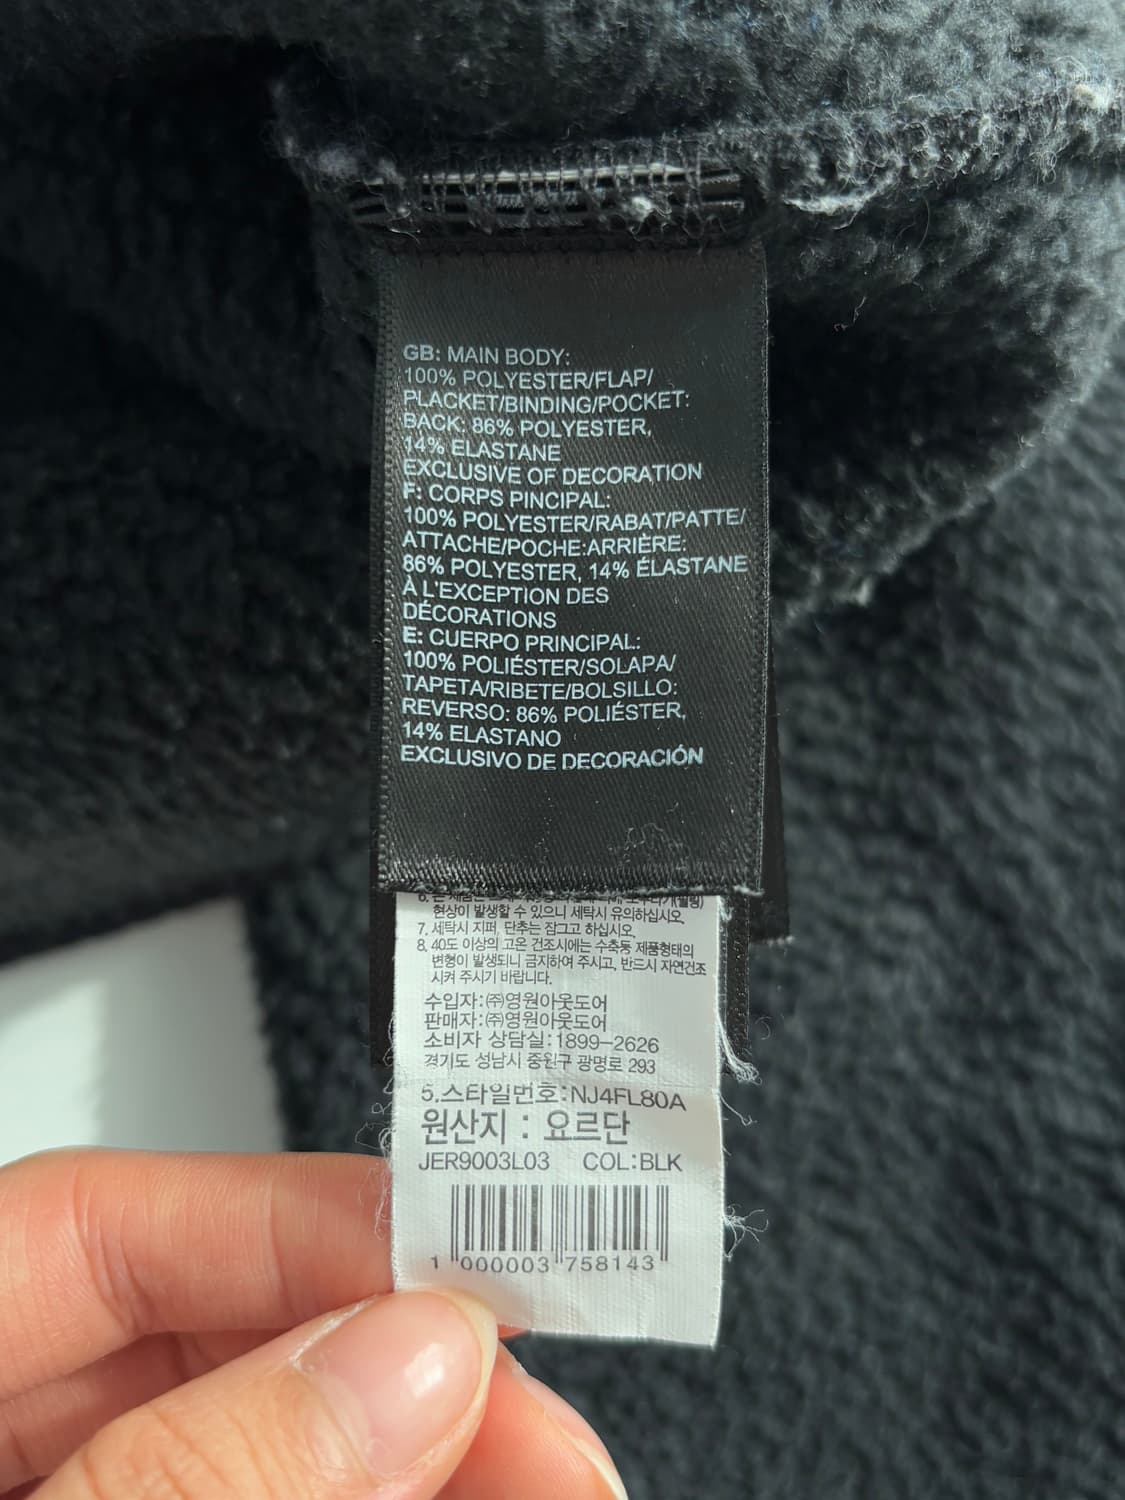 GB: MAIN BODY:
100% POLYESTER/FLAP/
PLACKET/BINDING/POCKET:
BACK: 86% POLYESTER,
14% ELASTANE
EXCLUSIVE OF DECORATION
F: CORPS PINCIPAL:
100% POLYESTER/RABAT/PATTE/
ATTACHE/POCHE:ARRIÈRE:
86% POLYESTER, 14% ÉLASTANE
À L'EXCEPTION DES
DÉCORATIONS
E: CUERPO PRINCIPAL:
100% POLIÉSTER/SOLAPA/
TAPETA/RIBETE/BOLSILLO:
REVERSO: 86% POLIÉSTER,
14% ELASTANO
EXCLUSIVO DE DECORACIÓN
현상이 발생할 수 있으니 세탁시 유의하십시오.
7. 세탁시 지퍼, 단추는 잠그고 하십시오.
8. 40도 이상의 고온 건조시에는 수축등 제품형태의
변형이 발생되니 금지하여 주시고, 반드시 자연건조
시켜 주시기 바랍니다.
수입자:㈜영원아웃도어
판매자:㈜영원아웃도어
소비자 상담실:1899-2626
경기도 성남시 중원구 광명로 293
5.스타일번호:NJ4FL80A
원산지 : 요르단
JER9003L03 COL:BLK
1 000003 758143